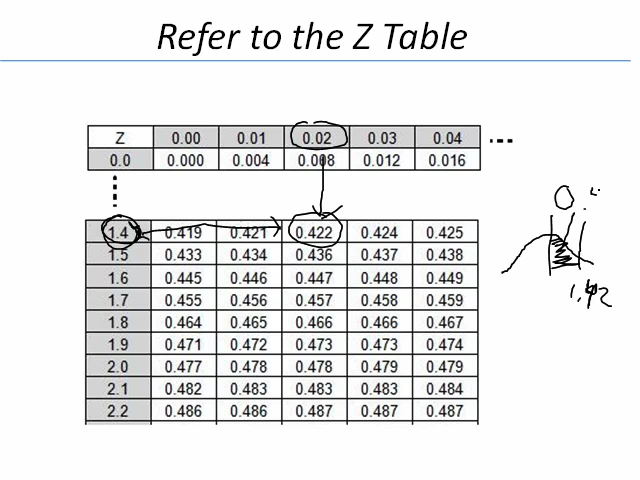 Refer to the Z Table
Z 0.00 0.01 0.02 0.03 0.04 ...
0.0 0.000 0.004 0.008 0.012 0.016
1.4 0.419 0.421 0.422 0.424 0.425
1.5 0.433 0.434 0.436 0.437 0.438
1.6 0.445 0.446 0.447 0.448 0.449
1.7 0.455 0.456 0.457 0.458 0.459
1.8 0.464 0.465 0.466 0.466 0.467
1.9 0.471 0.472 0.473 0.473 0.474
2.0 0.477 0.478 0.478 0.479 0.479
2.1 0.482 0.483 0.483 0.483 0.484
2.2 0.486 0.486 0.487 0.487 0.487
1.42